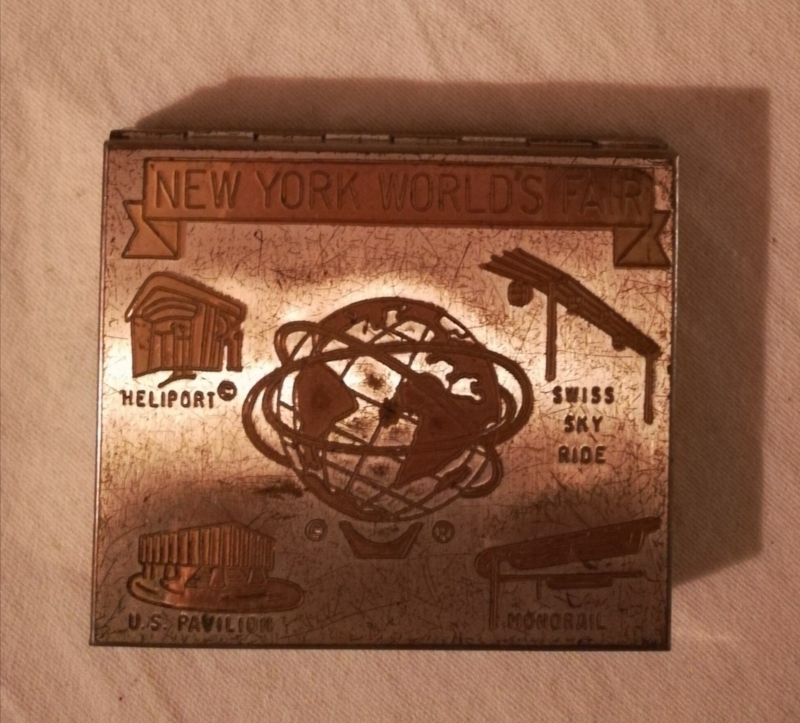 NEW YORK WORLD'S FAIR
HELIPORT ©
SWISS
SKY
RIDE
© ®
U.S. PAVILION
MONORAIL